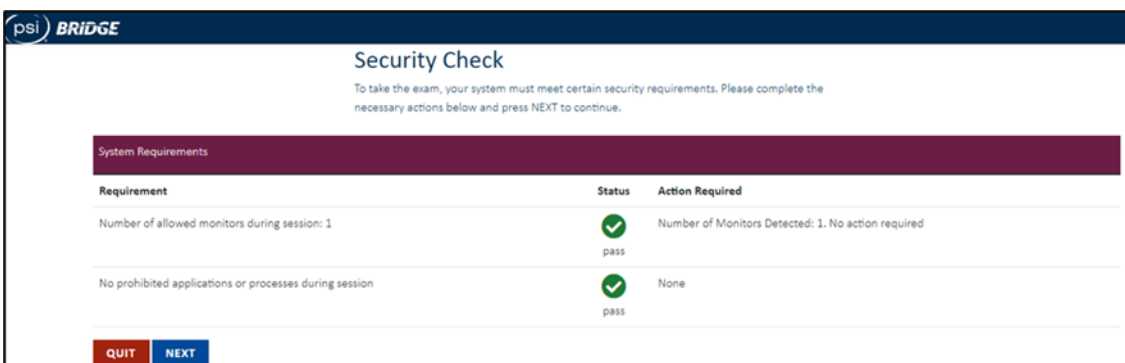 psi BRIDGE
Security Check
To take the exam, your system must meet certain security requirements. Please complete the
necessary actions below and press NEXT to continue.
System Requirements
Requirement Status Action Required
Number of allowed monitors during session: 1 Number of Monitors Detected: 1. No action required
pass
No prohibited applications or processes during session None
pass
QUIT NEXT